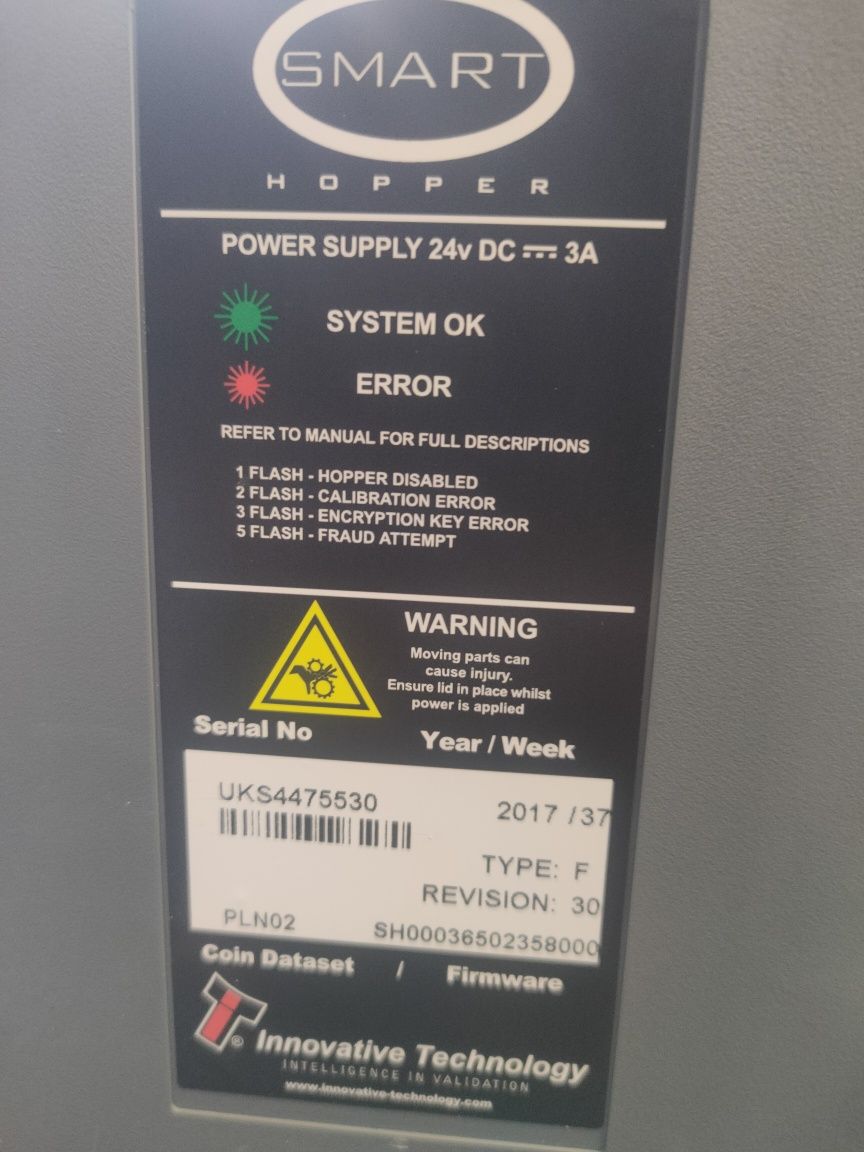 SMART
HOPPER
POWER SUPPLY 24v DC ⎓ 3A
SYSTEM OK
ERROR
REFER TO MANUAL FOR FULL DESCRIPTIONS
1 FLASH - HOPPER DISABLED
2 FLASH - CALIBRATION ERROR
3 FLASH - ENCRYPTION KEY ERROR
5 FLASH - FRAUD ATTEMPT
WARNING
Moving parts can
cause injury.
Ensure lid in place whilst
power is applied
Serial No
Year / Week
UKS4475530
2017 /37
TYPE: F
REVISION: 30
PLN02
SH00036502358000
Coin Dataset / Firmware
Innovative Technology
INTELLIGENCE IN VALIDATION
www.innovative-technology.com